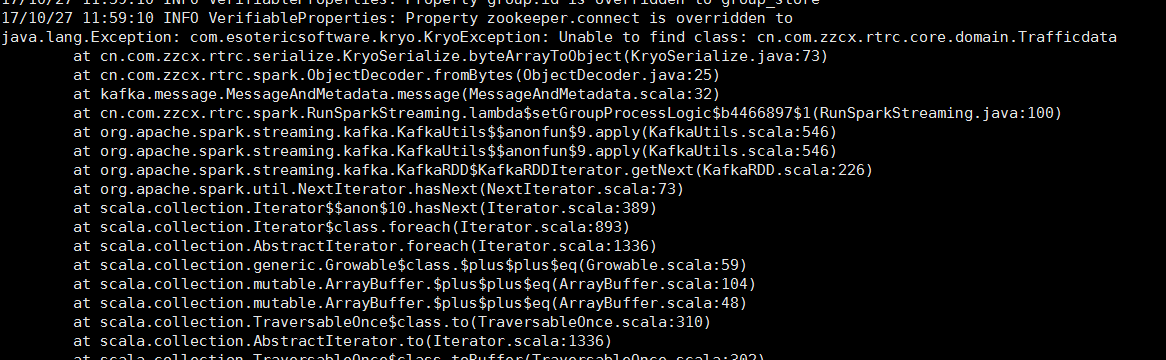 17/10/27 11:59:10 INFO VerifiableProperties: Property group.id is overridden to group_store
17/10/27 11:59:10 INFO VerifiableProperties: Property zookeeper.connect is overridden to
java.lang.Exception: com.esotericsoftware.kryo.KryoException: Unable to find class: cn.com.zzcx.rtrc.core.domain.Trafficdata
at cn.com.zzcx.rtrc.serialize.KryoSerialize.byteArrayToObject(KryoSerialize.java:73)
at cn.com.zzcx.rtrc.spark.ObjectDecoder.fromBytes(ObjectDecoder.java:25)
at kafka.message.MessageAndMetadata.message(MessageAndMetadata.scala:32)
at cn.com.zzcx.rtrc.spark.RunSparkStreaming.lambda$setGroupProcessLogic$b4466897$1(RunSparkStreaming.java:100)
at org.apache.spark.streaming.kafka.KafkaUtils$$anonfun$9.apply(KafkaUtils.scala:546)
at org.apache.spark.streaming.kafka.KafkaUtils$$anonfun$9.apply(KafkaUtils.scala:546)
at org.apache.spark.streaming.kafka.KafkaRDD$KafkaRDDIterator.getNext(KafkaRDD.scala:226)
at org.apache.spark.util.NextIterator.hasNext(NextIterator.scala:73)
at scala.collection.Iterator$$anon$10.hasNext(Iterator.scala:389)
at scala.collection.Iterator$class.foreach(Iterator.scala:893)
at scala.collection.AbstractIterator.foreach(Iterator.scala:1336)
at scala.collection.generic.Growable$class.$plus$plus$eq(Growable.scala:59)
at scala.collection.mutable.ArrayBuffer.$plus$plus$eq(ArrayBuffer.scala:104)
at scala.collection.mutable.ArrayBuffer.$plus$plus$eq(ArrayBuffer.scala:48)
at scala.collection.TraversableOnce$class.to(TraversableOnce.scala:310)
at scala.collection.AbstractIterator.to(Iterator.scala:1336)
at scala.collection.TraversableOnce$class.toBuffer(TraversableOnce.scala:302)